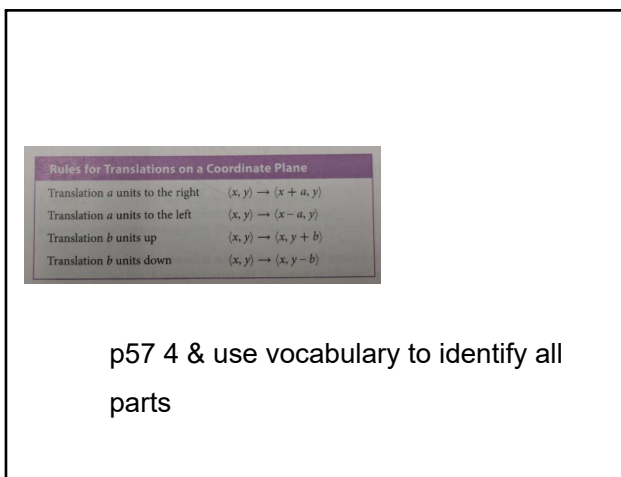 Rules for Translations on a Coordinate Plane
Translation a units to the right ⟨x, y⟩ → ⟨x + a, y⟩
Translation a units to the left ⟨x, y⟩ → ⟨x − a, y⟩
Translation b units up ⟨x, y⟩ → ⟨x, y + b⟩
Translation b units down ⟨x, y⟩ → ⟨x, y − b⟩
p57 4 & use vocabulary to identify all
parts